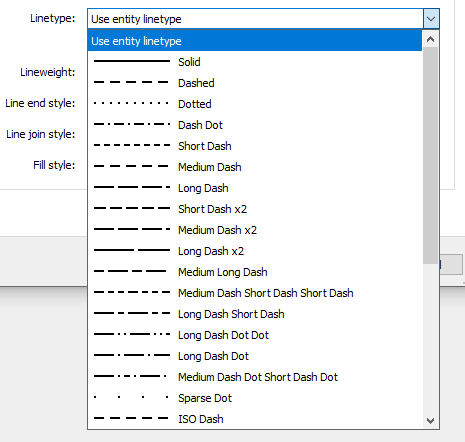 Linetype: Use entity linetype
Use entity linetype
Solid
Lineweight:
Dashed
Line end style:
Dotted
Dash Dot
Line join style:
Short Dash
Fill style:
Medium Dash
Long Dash
Short Dash x2
Medium Dash x2
Long Dash x2
Medium Long Dash
Medium Dash Short Dash Short Dash
Long Dash Short Dash
Long Dash Dot Dot
Long Dash Dot
Medium Dash Dot Short Dash Dot
Sparse Dot
ISO Dash